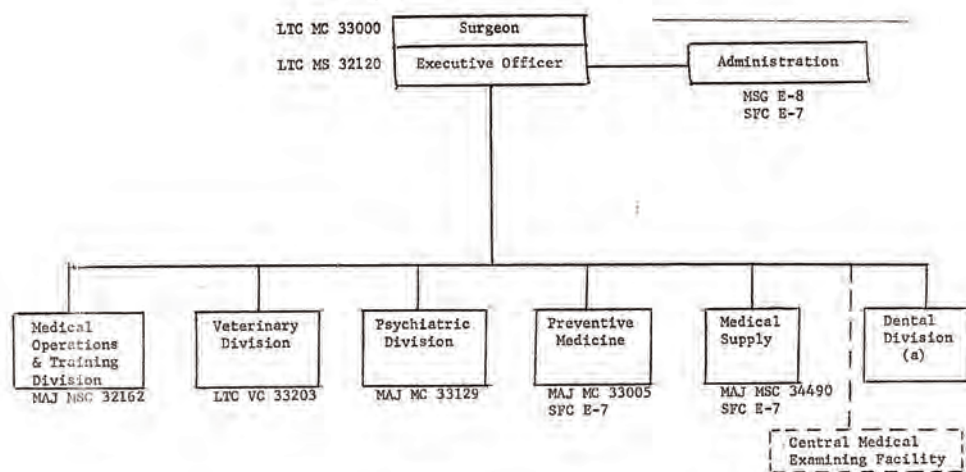 LTC MC 33000
Surgeon
LTC MS 32120
Executive Officer
Administration
MSG E-8
SFC E-7
Medical
Operations
& Training
Division
MAJ MSC 32162
Veterinary
Division
LTC VC 33203
Psychiatric
Division
MAJ MC 33129
Preventive
Medicine
MAJ MC 33005
SFC E-7
Medical
Supply
MAJ MSC 34490
SFC E-7
Dental
Division
(a)
Central Medical
Examining Facility